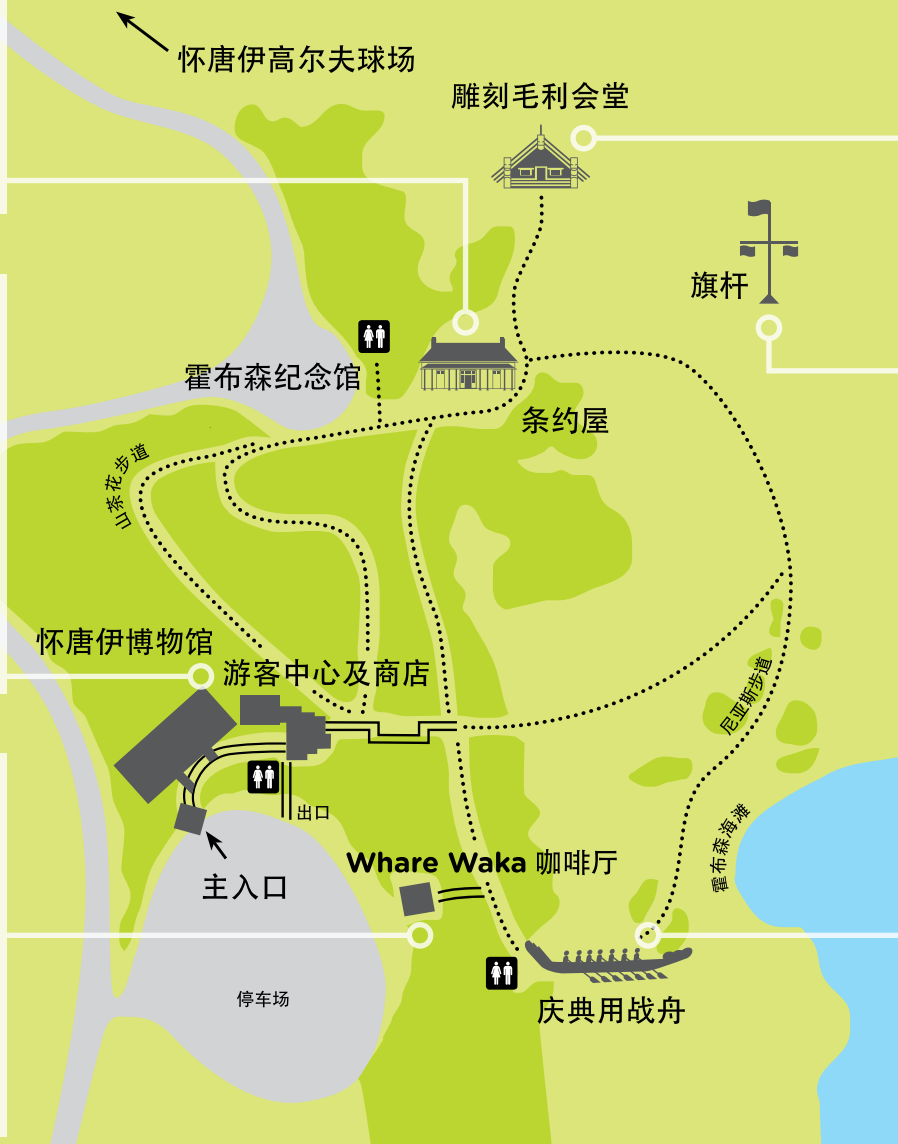 怀唐伊高尔夫球场
雕刻毛利会堂
旗杆
霍布森纪念馆
条约屋
山茶花步道
怀唐伊博物馆
游客中心及商店
尼亚斯步道
出口
霍布森海滩
Whare Waka 咖啡厅
主入口
停车场
庆典用战舟